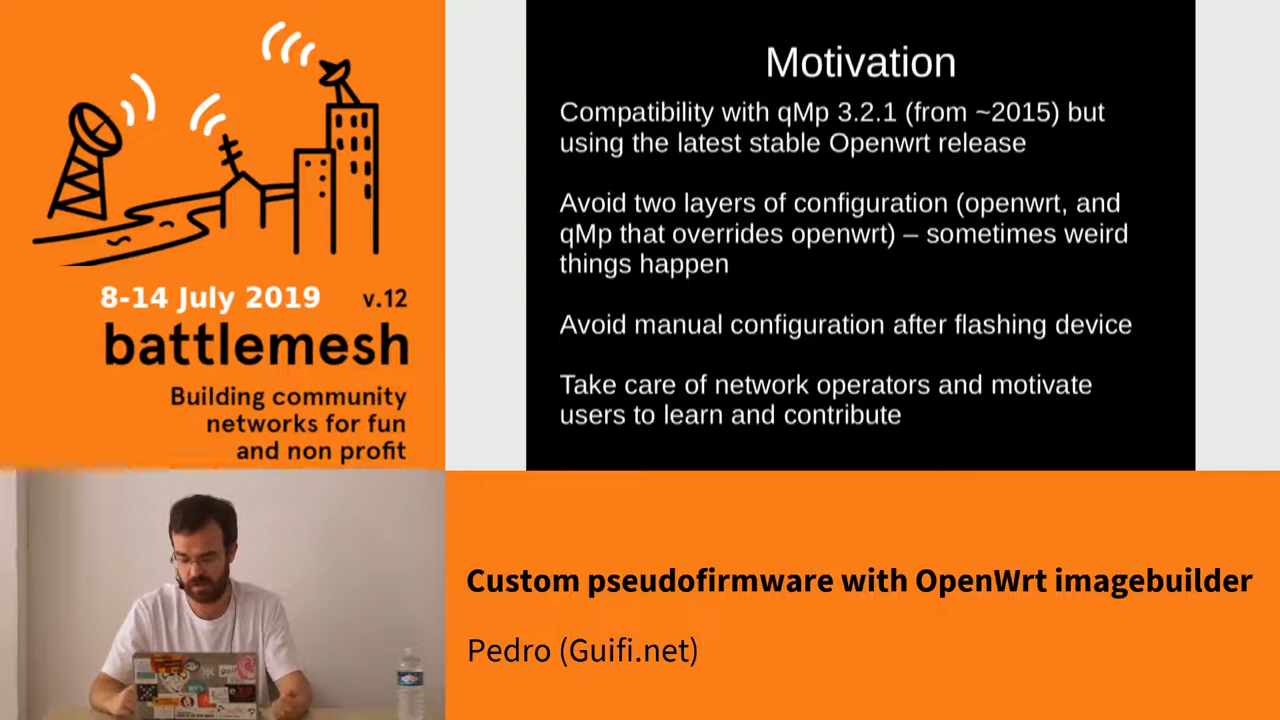 8-14 July 2019 v.12
battlemesh
Building community
networks for fun
and non profit
Motivation
Compatibility with qMp 3.2.1 (from ~2015) but
using the latest stable Openwrt release
Avoid two layers of configuration (openwrt, and
qMp that overrides openwrt) – sometimes weird
things happen
Avoid manual configuration after flashing device
Take care of network operators and motivate
users to learn and contribute
Custom pseudofirmware with OpenWrt imagebuilder
Pedro (Guifi.net)